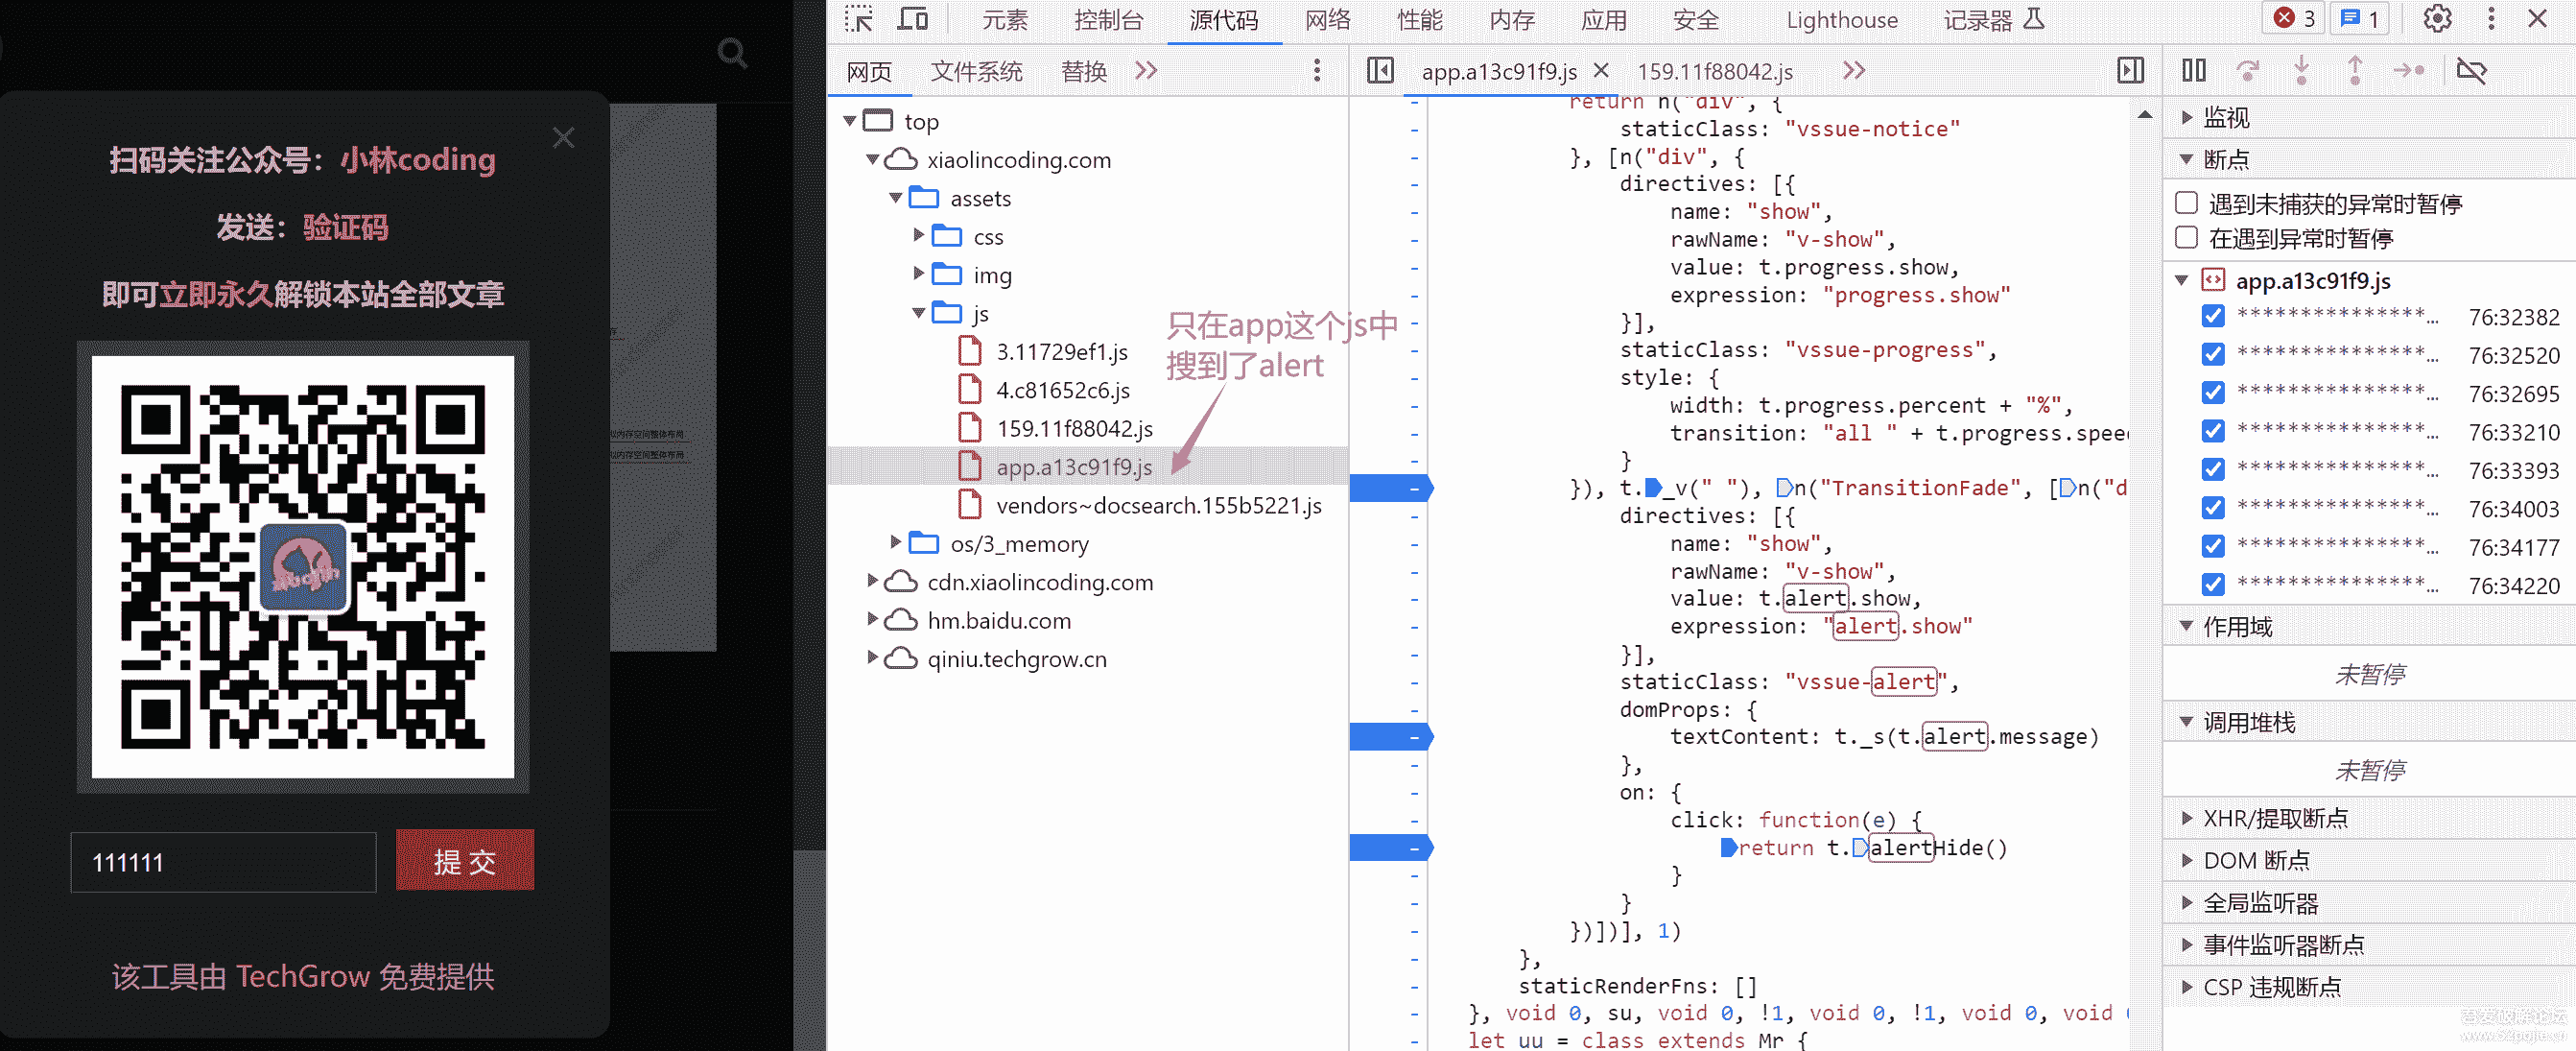 扫码关注公众号：小林coding
发送：验证码
即可立即永久解锁本站全部文章
111111
提 交
该工具由 TechGrow 免费提供
元素
控制台
源代码
网络
性能
内存
应用
安全
Lighthouse
记录器
3
1
网页
文件系统
替换
top
xiaolincoding.com
assets
css
img
js
3.11729ef1.js
4.c81652c6.js
159.11f88042.js
app.a13c91f9.js
vendors~docsearch.155b5221.js
os/3_memory
cdn.xiaolincoding.com
hm.baidu.com
qiniu.techgrow.cn
只在app这个js中
搜到了alert
app.a13c91f9.js
159.11f88042.js
return n("div", {
staticClass: "vssue-notice"
}, [n("div", {
directives: [{
name: "show",
rawName: "v-show",
value: t.progress.show,
expression: "progress.show"
}],
staticClass: "vssue-progress",
style: {
width: t.progress.percent + "%",
transition: "all " + t.progress.speed
}
}), t._v(" "), n("TransitionFade", [n("d
directives: [{
name: "show",
rawName: "v-show",
value: t.alert.show,
expression: "alert.show"
}],
staticClass: "vssue-alert",
domProps: {
textContent: t._s(t.alert.message)
},
on: {
click: function(e) {
return t.alertHide()
}
}
})])], 1)
},
staticRenderFns: []
}, void 0, su, void 0, !1, void 0, !1, void 0, void
let uu = class extends Mr {
监视
断点
遇到未捕获的异常时暂停
在遇到异常时暂停
app.a13c91f9.js
***************… 76:32382
***************… 76:32520
***************… 76:32695
***************… 76:33210
***************… 76:33393
***************… 76:34003
***************… 76:34177
***************… 76:34220
作用域
未暂停
调用堆栈
未暂停
XHR/提取断点
DOM 断点
全局监听器
事件监听器断点
CSP 违规断点
吾爱破解论坛
www.52pojie.cn